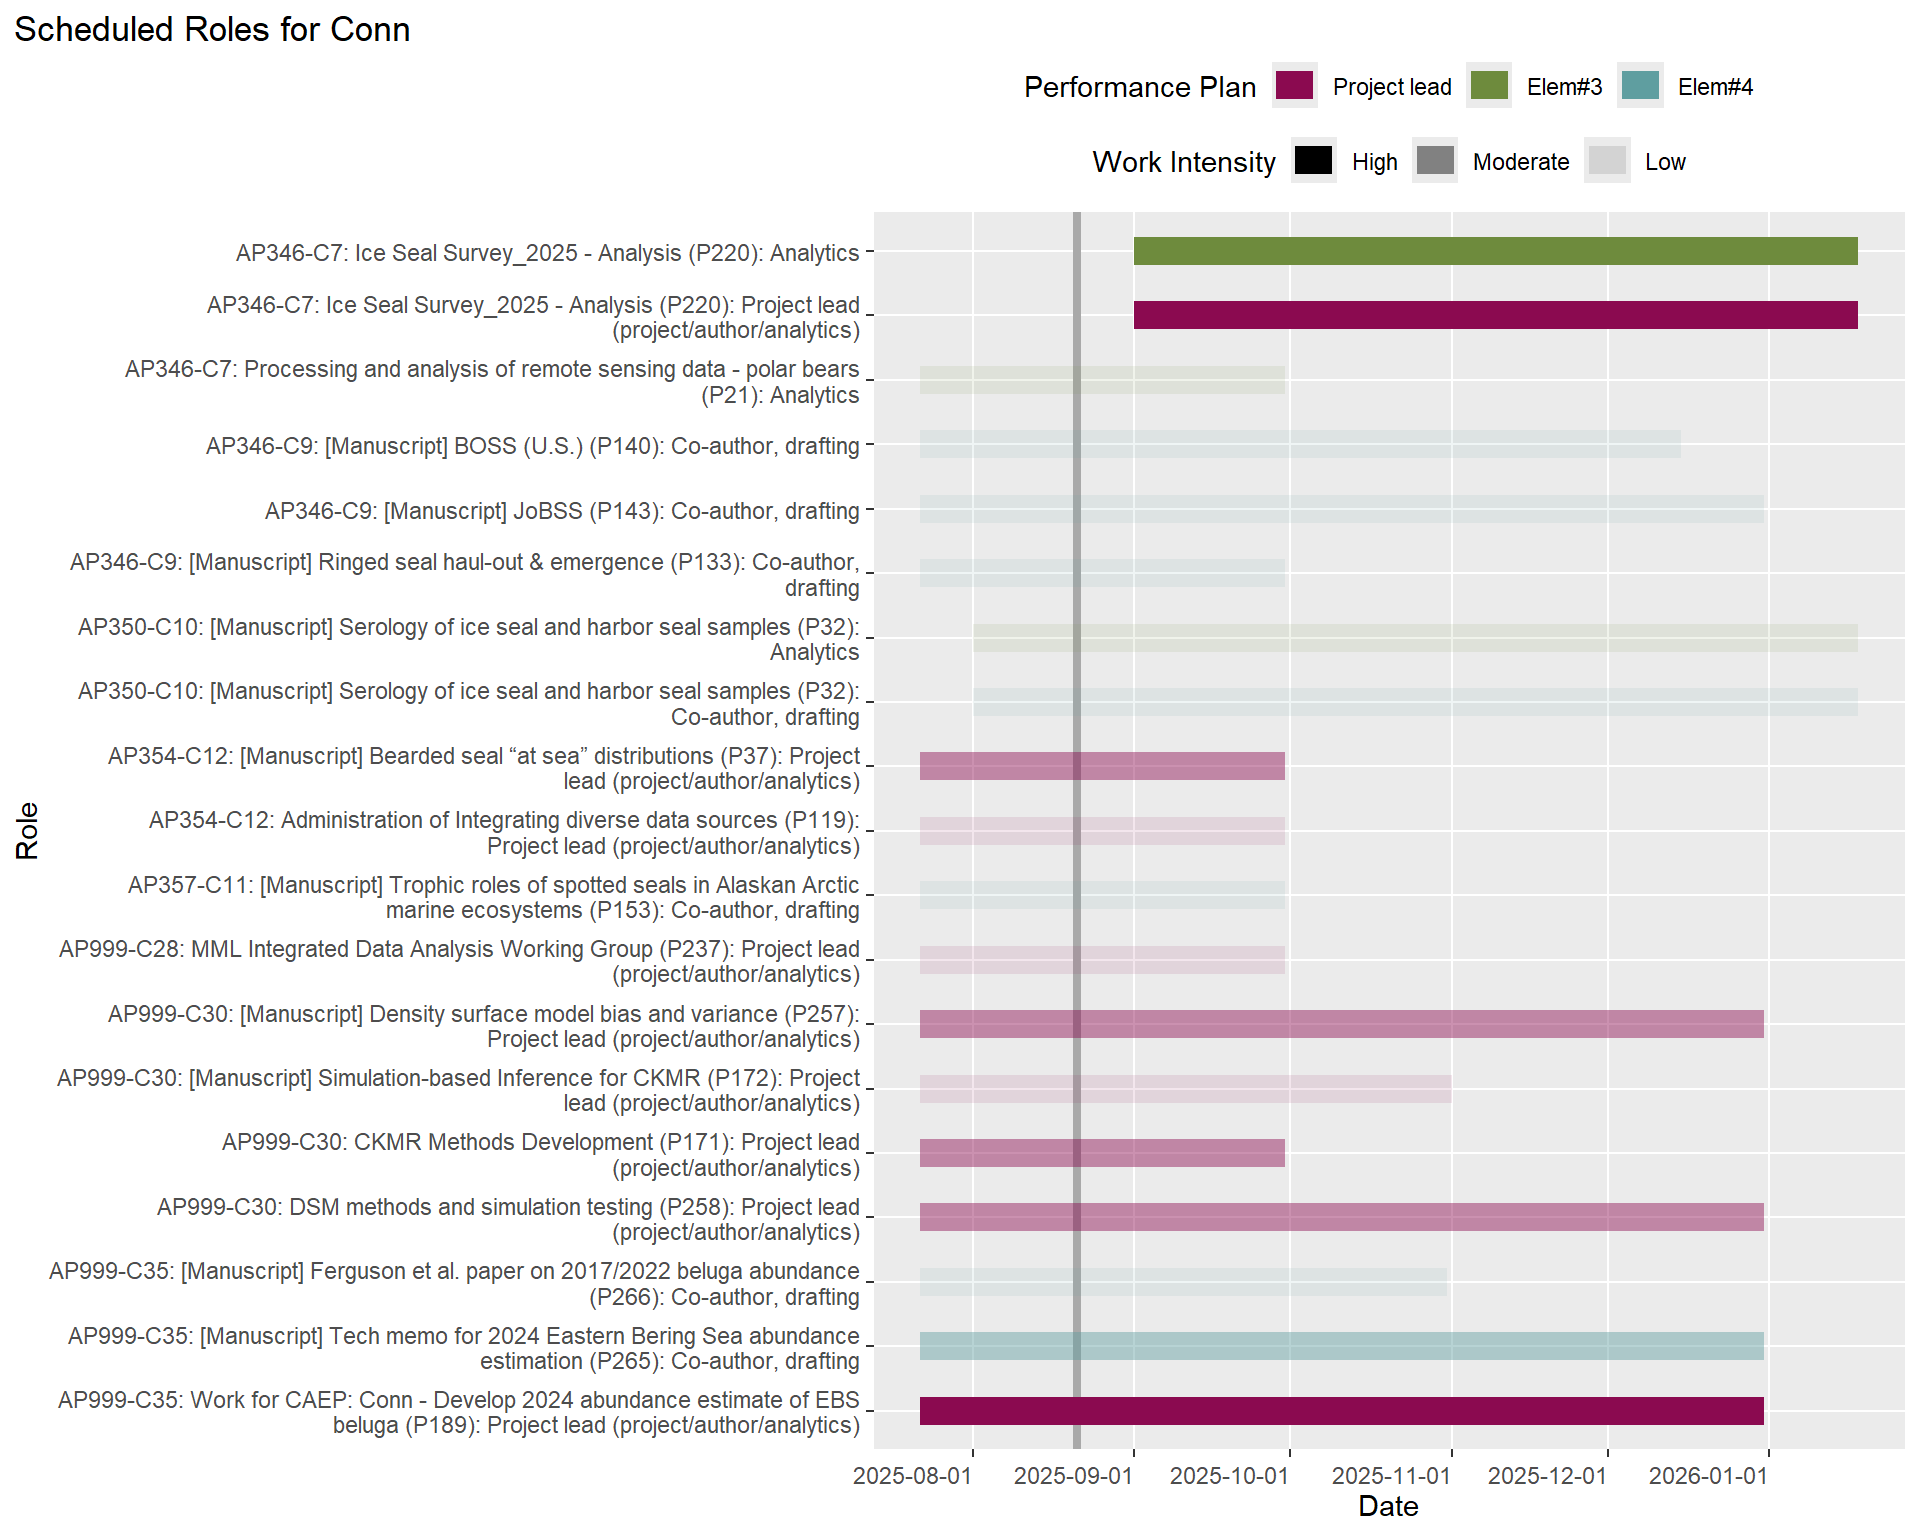 Scheduled Roles for Conn
Performance Plan Project lead Elem#3 Elem#4
Work Intensity High Moderate Low
AP346-C7: Ice Seal Survey_2025 - Analysis (P220): Analytics
AP346-C7: Ice Seal Survey_2025 - Analysis (P220): Project lead
(project/author/analytics)
AP346-C7: Processing and analysis of remote sensing data - polar bears
(P21): Analytics
AP346-C9: [Manuscript] BOSS (U.S.) (P140): Co-author, drafting
AP346-C9: [Manuscript] JoBSS (P143): Co-author, drafting
AP346-C9: [Manuscript] Ringed seal haul-out & emergence (P133): Co-author,
drafting
AP350-C10: [Manuscript] Serology of ice seal and harbor seal samples (P32):
Analytics
AP350-C10: [Manuscript] Serology of ice seal and harbor seal samples (P32):
Co-author, drafting
AP354-C12: [Manuscript] Bearded seal “at sea” distributions (P37): Project
lead (project/author/analytics)
AP354-C12: Administration of Integrating diverse data sources (P119):
Project lead (project/author/analytics)
AP357-C11: [Manuscript] Trophic roles of spotted seals in Alaskan Arctic
marine ecosystems (P153): Co-author, drafting
AP999-C28: MML Integrated Data Analysis Working Group (P237): Project lead
(project/author/analytics)
AP999-C30: [Manuscript] Density surface model bias and variance (P257):
Project lead (project/author/analytics)
AP999-C30: [Manuscript] Simulation-based Inference for CKMR (P172): Project
lead (project/author/analytics)
AP999-C30: CKMR Methods Development (P171): Project lead
(project/author/analytics)
AP999-C30: DSM methods and simulation testing (P258): Project lead
(project/author/analytics)
AP999-C35: [Manuscript] Ferguson et al. paper on 2017/2022 beluga abundance
(P266): Co-author, drafting
AP999-C35: [Manuscript] Tech memo for 2024 Eastern Bering Sea abundance
estimation (P265): Co-author, drafting
AP999-C35: Work for CAEP: Conn - Develop 2024 abundance estimate of EBS
beluga (P189): Project lead (project/author/analytics)
Role
2025-08-01 2025-09-01 2025-10-01 2025-11-01 2025-12-01 2026-01-01
Date